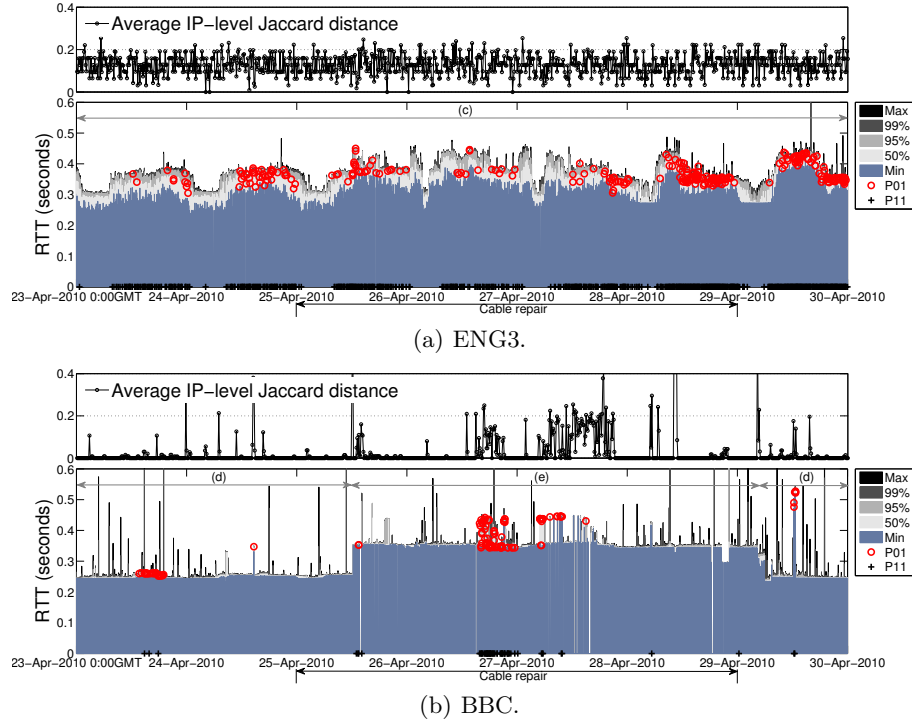 0.4
Average IP−level Jaccard distance
0.2
0
0.6
(c)
0.5
0.4
0.3
0.2
0.1
0
RTT (seconds)
Max
99%
95%
50%
Min
P01
P11
23−Apr−2010 0:00GMT 24−Apr−2010 25−Apr−2010 26−Apr−2010 27−Apr−2010 28−Apr−2010 29−Apr−2010 30−Apr−2010
Cable repair
(a) ENG3.
0.4
Average IP−level Jaccard distance
0.2
0
0.6
(d) (e) (d)
0.5
0.4
0.3
0.2
0.1
0
RTT (seconds)
Max
99%
95%
50%
Min
P01
P11
23−Apr−2010 0:00GMT 24−Apr−2010 25−Apr−2010 26−Apr−2010 27−Apr−2010 28−Apr−2010 29−Apr−2010 30−Apr−2010
Cable repair
(b) BBC.